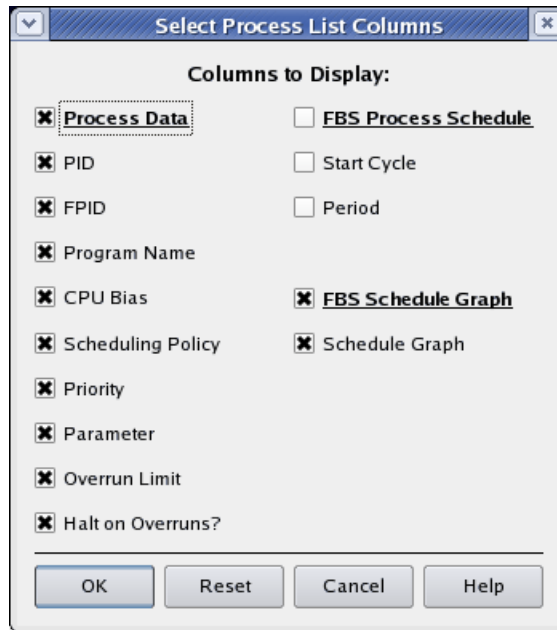 Select Process List Columns
Columns to Display:
Process Data
FBS Process Schedule
PID
Start Cycle
FPID
Period
Program Name
CPU Bias
FBS Schedule Graph
Scheduling Policy
Schedule Graph
Priority
Parameter
Overrun Limit
Halt on Overruns?
OK
Reset
Cancel
Help